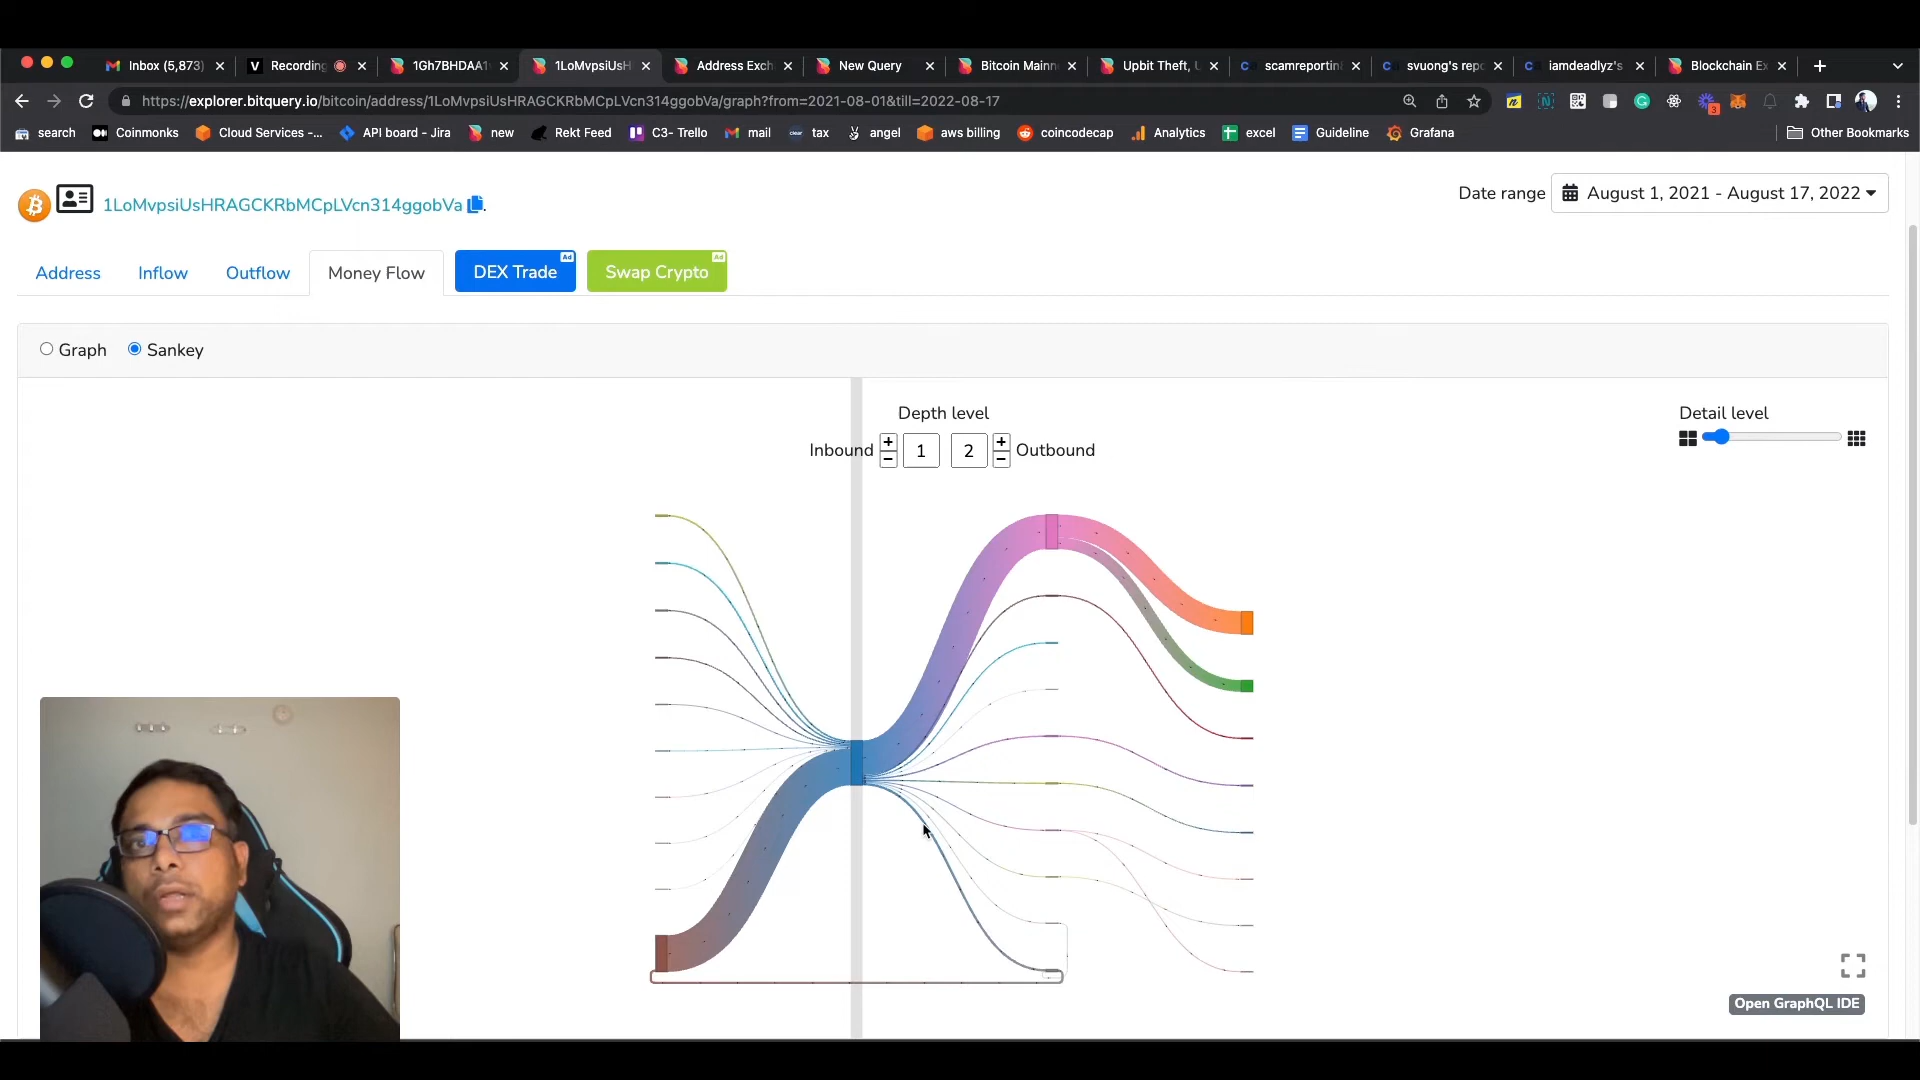 Inbox (5,873)
Recording
1Gh7BHDAA1
1LoMvpsiUsH
Address Exch
New Query
Bitcoin Mainn
Upbit Theft, U
scamreportin
svuong's repo
iamdeadlyz's
Blockchain Ex
https://explorer.bitquery.io/bitcoin/address/1LoMvpsiUsHRAGCKRbMCpLVcn314ggobVa/graph?from=2021-08-01&till=2022-08-17
3
search
Coinmonks
Cloud Services -...
API board - Jira
new
Rekt Feed
C3- Trello
mail
tax
angel
aws billing
coincodecap
Analytics
excel
Guideline
Grafana
Other Bookmarks
1LoMvpsiUsHRAGCKRbMCpLVcn314ggobVa.
Date range
August 1, 2021 - August 17, 2022
Address
Inflow
Outflow
Money Flow
DEX Trade
Ad
Swap Crypto
Ad
Graph
Sankey
Depth level
Inbound
+
-
1
2
+
-
Outbound
Detail level
Open GraphQL IDE